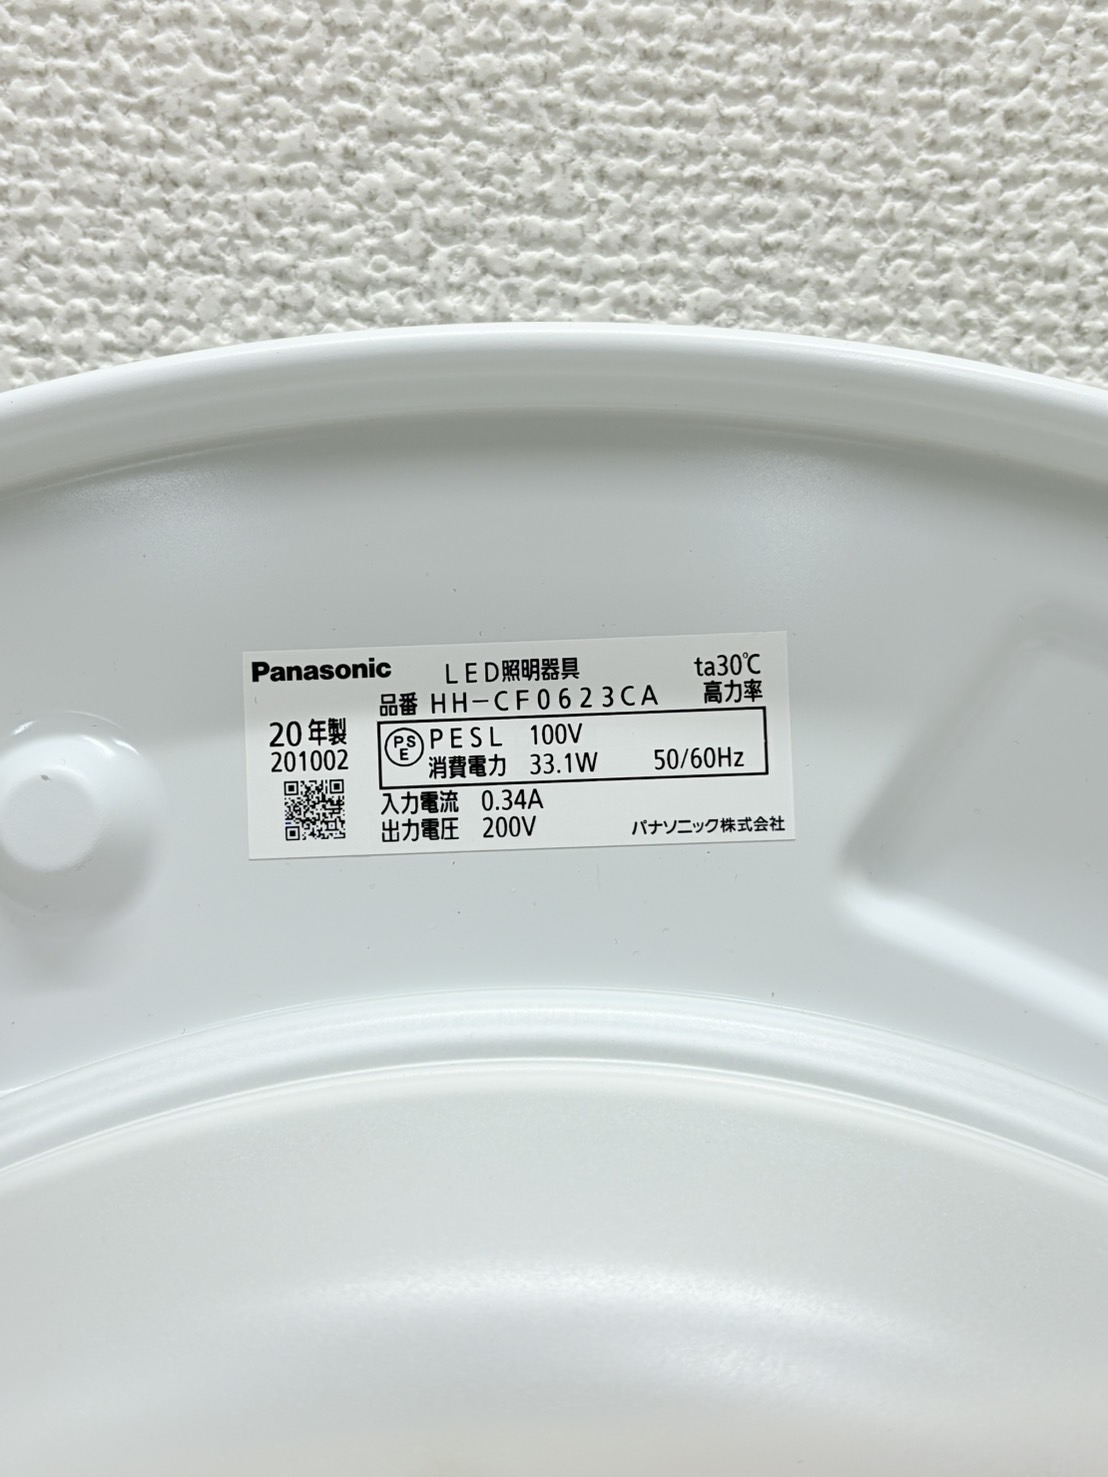 Panasonic LED照明器具 ta30℃
品番 HH-CF0623CA 高力率
20年製
201002
PSE PESL 100V
消費電力 33.1W 50/60Hz
入力電流 0.34A
出力電圧 200V パナソニック株式会社